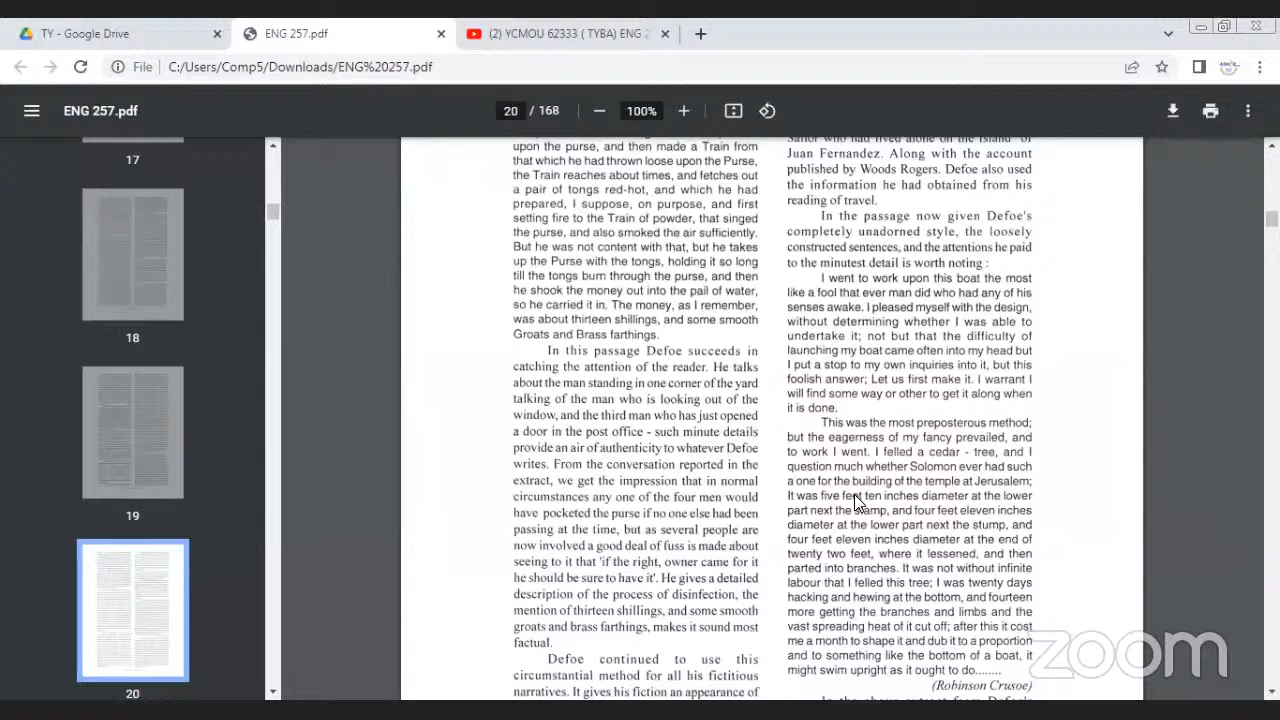 TY - Google Drive
ENG 257.pdf
(2) YCMOU 62333 ( TYBA) ENG 2
File C:/Users/Comp5/Downloads/ENG%20257.pdf
ENG 257.pdf
20 / 168
100%
17
18
19
20
upon the purse, and then made a Train from
that which he had thrown loose upon the Purse,
the Train reaches about times, and fetches out
a pair of tongs red-hot, and which he had
prepared, I suppose, on purpose, and first
setting fire to the Train of powder, that singed
the purse, and also smoked the air sufficiently.
But he was not content with that, but he takes
up the Purse with the tongs, holding it so long
till the tongs burn through the purse, and then
he shook the money out into the pail of water,
so he carried it in. The money, as I remember,
was about thirteen shillings, and some smooth
Groats and Brass farthings.
In this passage Defoe succeeds in
catching the attention of the reader. He talks
about the man standing in one corner of the yard
talking of the man who is looking out of the
window, and the third man who has just opened
a door in the post office - such minute details
provide an air of authenticity to whatever Defoe
writes. From the conversation reported in the
extract, we get the impression that in normal
circumstances any one of the four men would
have pocketed the purse if no one else had been
passing at the time, but as several people are
now involved a good deal of fuss is made about
seeing to it that 'if the right, owner came for it
he should be sure to have it'. He gives a detailed
description of the process of disinfection, the
mention of thirteen shillings, and some smooth
groats and brass farthings, makes it sound most
factual.
Defoe continued to use this
circumstantial method for all his fictitious
narratives. It gives his fiction an appearance of
Sailor who had lived alone on the Island of
Juan Fernandez. Along with the account
published by Woods Rogers. Defoe also used
the information he had obtained from his
reading of travel.
In the passage now given Defoe's
completely unadorned style, the loosely
constructed sentences, and the attentions he paid
to the minutest detail is worth noting :
I went to work upon this boat the most
like a fool that ever man did who had any of his
senses awake. I pleased myself with the design,
without determining whether I was able to
undertake it; not but that the difficulty of
launching my boat came often into my head but
I put a stop to my own inquiries into it, but this
foolish answer; Let us first make it. I warrant I
will find some way or other to get it along when
it is done.
This was the most preposterous method;
but the eagerness of my fancy prevailed, and
to work I went. I felled a cedar - tree, and I
question much whether Solomon ever had such
a one for the building of the temple at Jerusalem;
It was five feet ten inches diameter at the lower
part next the stamp, and four feet eleven inches
diameter at the lower part next the stump, and
four feet eleven inches diameter at the end of
twenty two feet, where it lessened, and then
parted into branches. It was not without infinite
labour that I felled this tree; I was twenty days
hacking and hewing at the bottom, and fourteen
more getting the branches and limbs and the
vast spreading heat of it cut off; after this it cost
me a month to shape it and dub it to a proportion
and to something like the bottom of a boat, it
might swim upright as it ought to do........
(Robinson Crusoe)
In the above extract from Defoe's
zoom